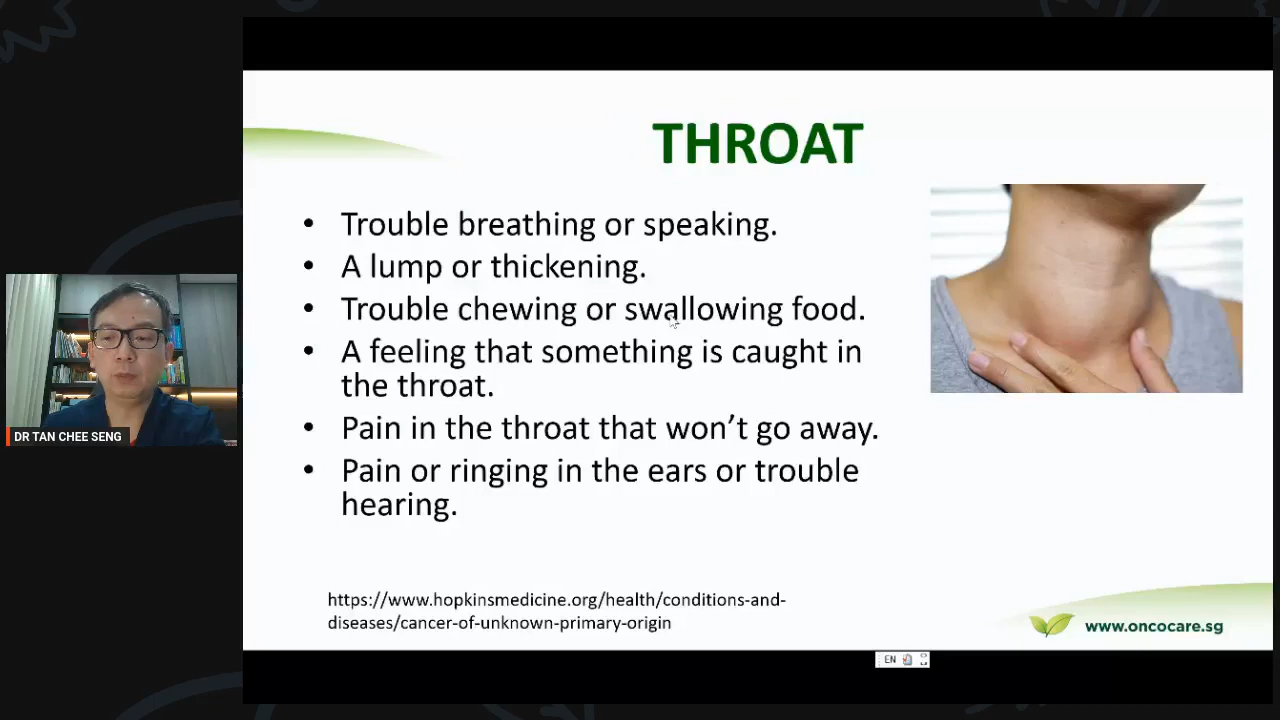 THROAT
• Trouble breathing or speaking.
• A lump or thickening.
• Trouble chewing or swallowing food.
• A feeling that something is caught in
the throat.
• Pain in the throat that won’t go away.
• Pain or ringing in the ears or trouble
hearing.
DR TAN CHEE SENG
https://www.hopkinsmedicine.org/health/conditions-and-
diseases/cancer-of-unknown-primary-origin
www.oncocare.sg
EN